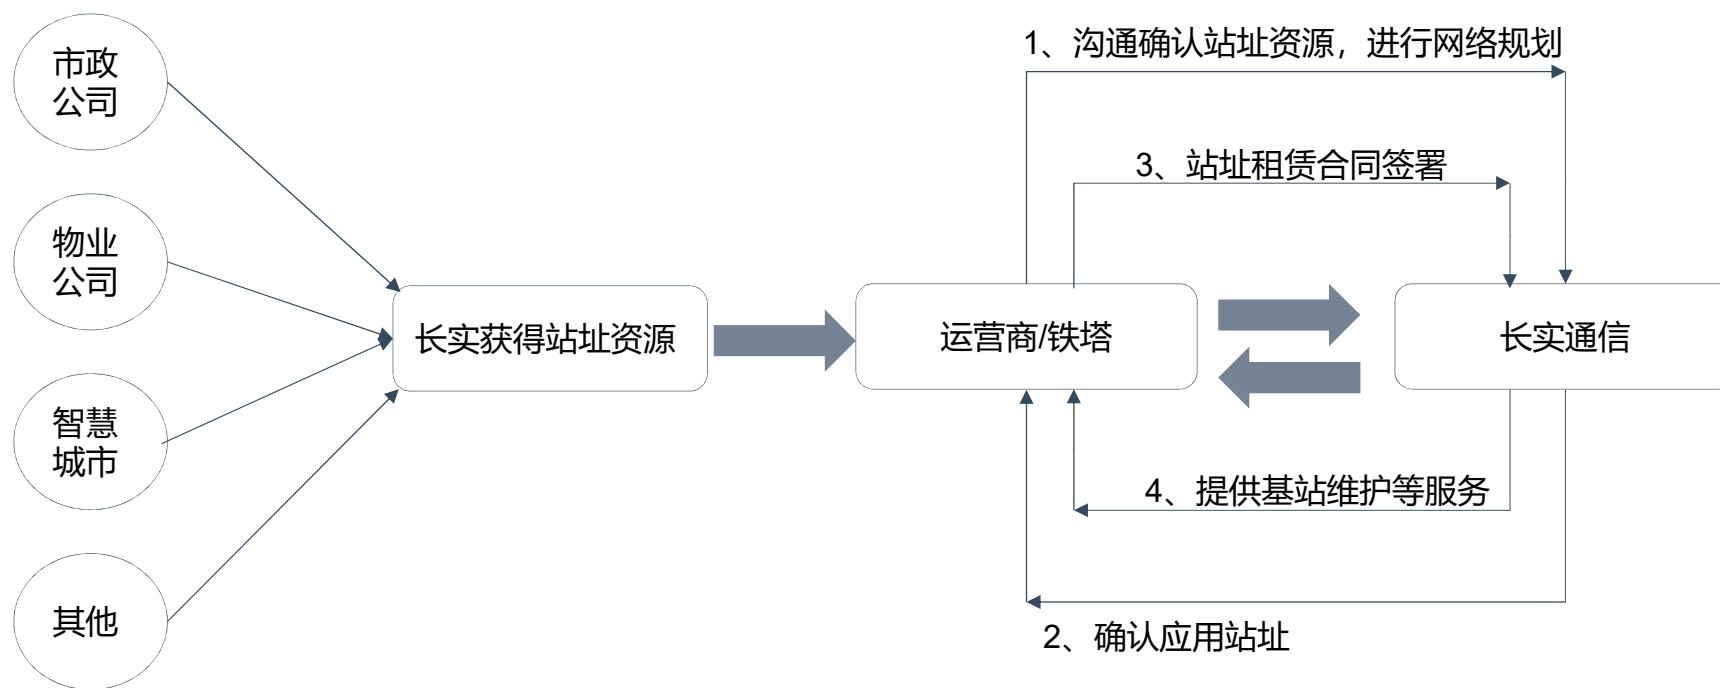 市政
公司
物业
公司
智慧
城市
其他
长实获得站址资源
1、沟通确认站址资源，进行网络规划
3、站址租赁合同签署
运营商/铁塔
长实通信
4、提供基站维护等服务
2、确认应用站址